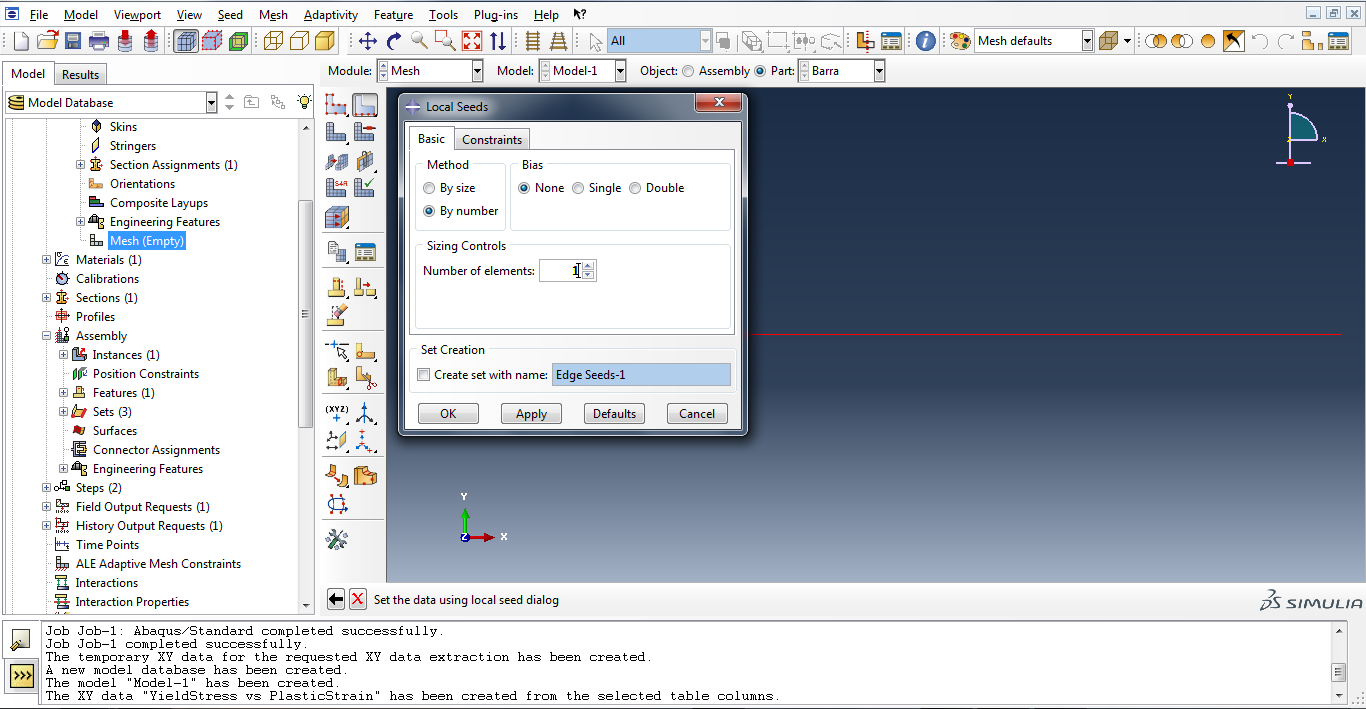 File Model Viewport View Seed Mesh Adaptivity Feature Tools Plug-ins Help ?
All
Mesh defaults
Model Results
Module: Mesh Model: Model-1 Object: Assembly Part: Barra
Model Database
Skins
Stringers
Section Assignments (1)
Orientations
Composite Layups
Engineering Features
Mesh (Empty)
Materials (1)
Calibrations
Sections (1)
Profiles
Assembly
Instances (1)
Position Constraints
Features (1)
Sets (3)
Surfaces
Connector Assignments
Engineering Features
Steps (2)
Field Output Requests (1)
History Output Requests (1)
Time Points
ALE Adaptive Mesh Constraints
Interactions
Interaction Properties
S4R
(XYZ)
Local Seeds
Basic Constraints
Method
By size
By number
Bias
None Single Double
Sizing Controls
Number of elements: 1
Set Creation
Create set with name: Edge Seeds-1
OK Apply Defaults Cancel
Y
X
Y
Z X
Set the data using local seed dialog
SIMULIA
Job Job-1: Abaqus/Standard completed successfully.
Job Job-1 completed successfully.
The temporary XY data for the requested XY data extraction has been created.
A new model database has been created.
The model "Model-1" has been created.
The XY data "YieldStress vs PlasticStrain" has been created from the selected table columns.
>>>